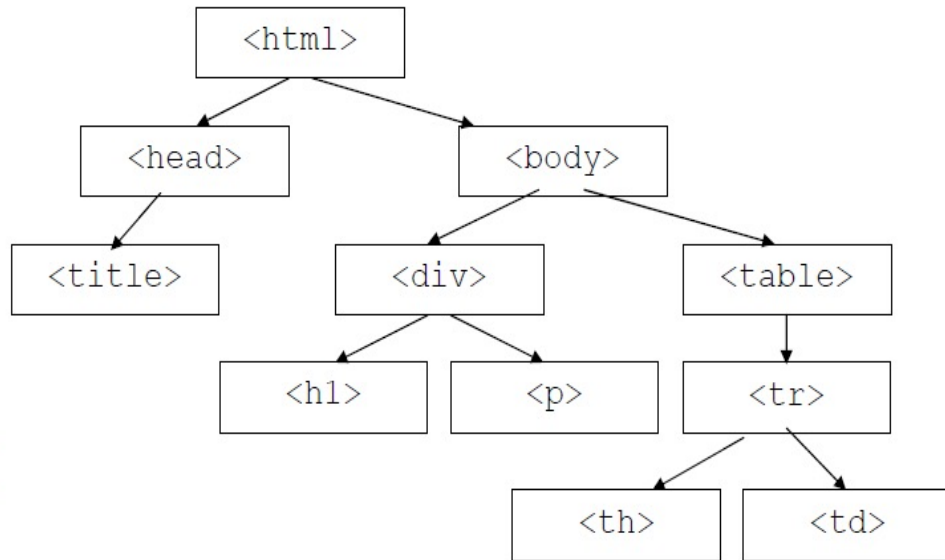 <html>
<head>
<body>
<title>
<div>
<table>
<h1>
<p>
<tr>
<th>
<td>